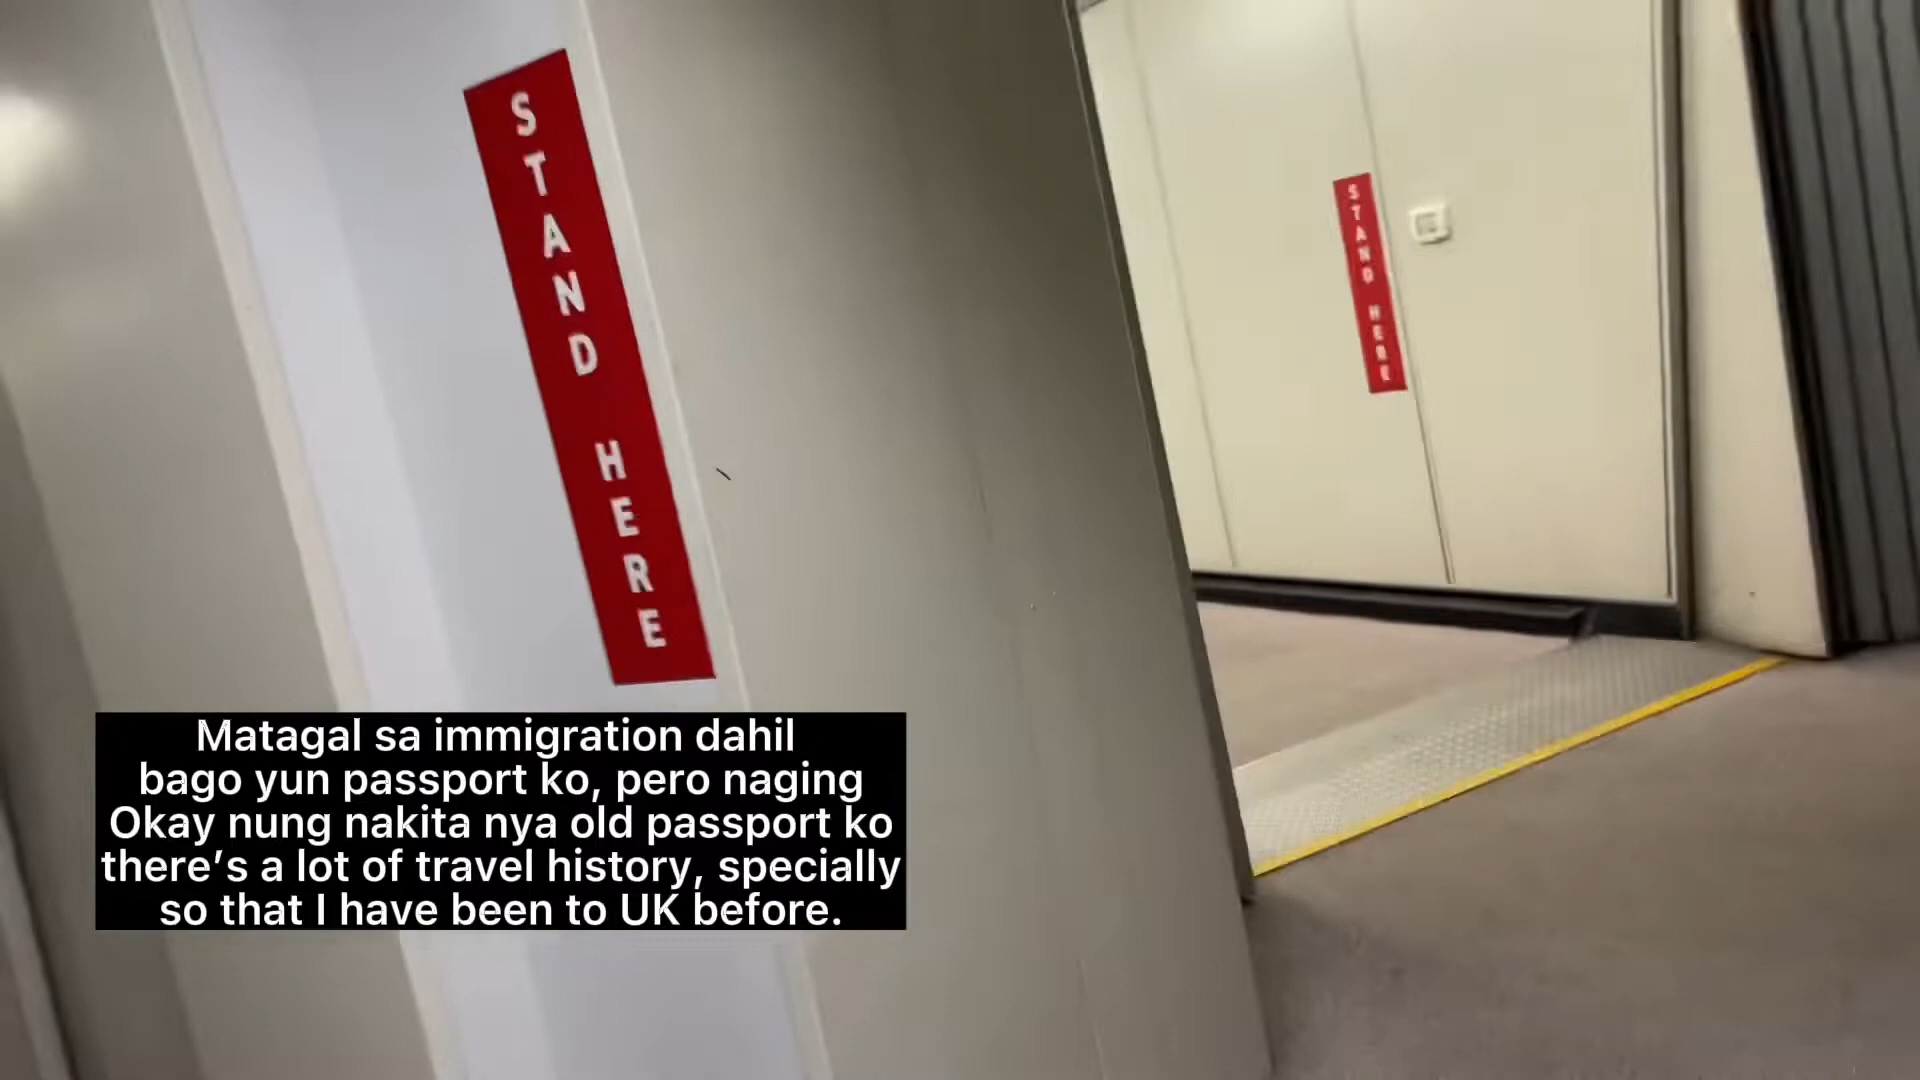 STAND HERE
STAND HERE
Matagal sa immigration dahil
bago yun passport ko, pero naging
Okay nung nakita nya old passport ko
there’s a lot of travel history, specially
so that I have been to UK before.